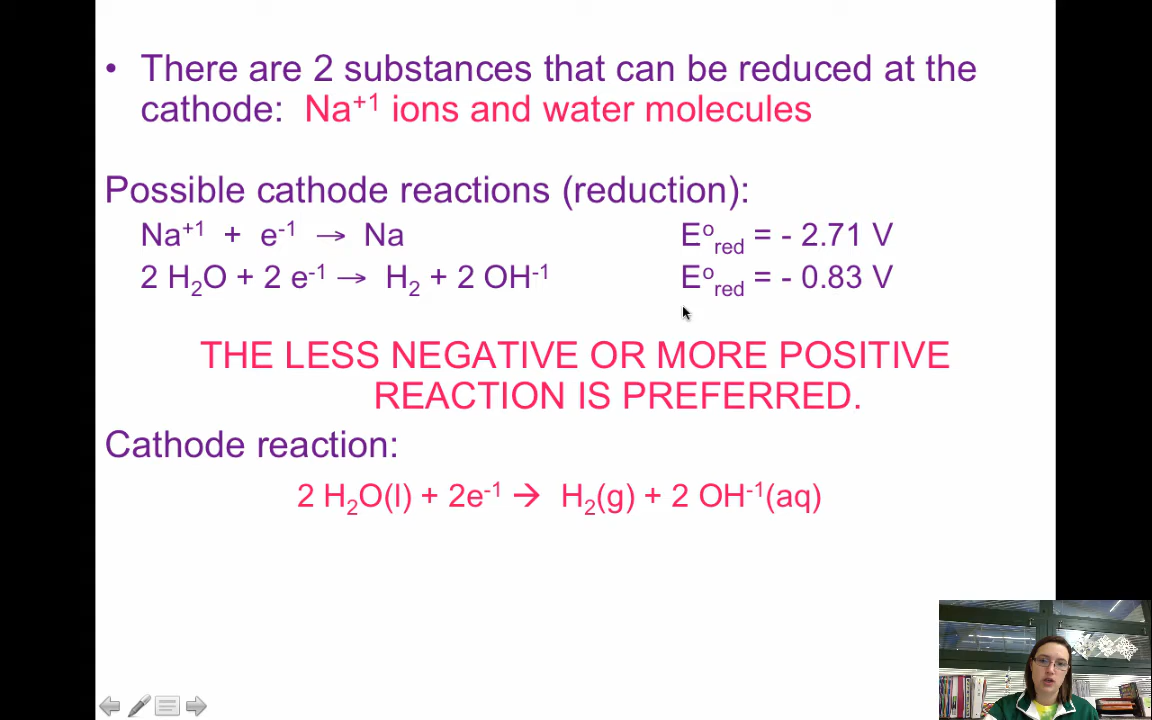 • There are 2 substances that can be reduced at the
cathode: Na⁺¹ ions and water molecules
Possible cathode reactions (reduction):
Na⁺¹ + e⁻¹ → Na E°red = - 2.71 V
2 H₂O + 2 e⁻¹ → H₂ + 2 OH⁻¹ E°red = - 0.83 V
THE LESS NEGATIVE OR MORE POSITIVE
REACTION IS PREFERRED.
Cathode reaction:
2 H₂O(l) + 2e⁻¹ → H₂(g) + 2 OH⁻¹(aq)